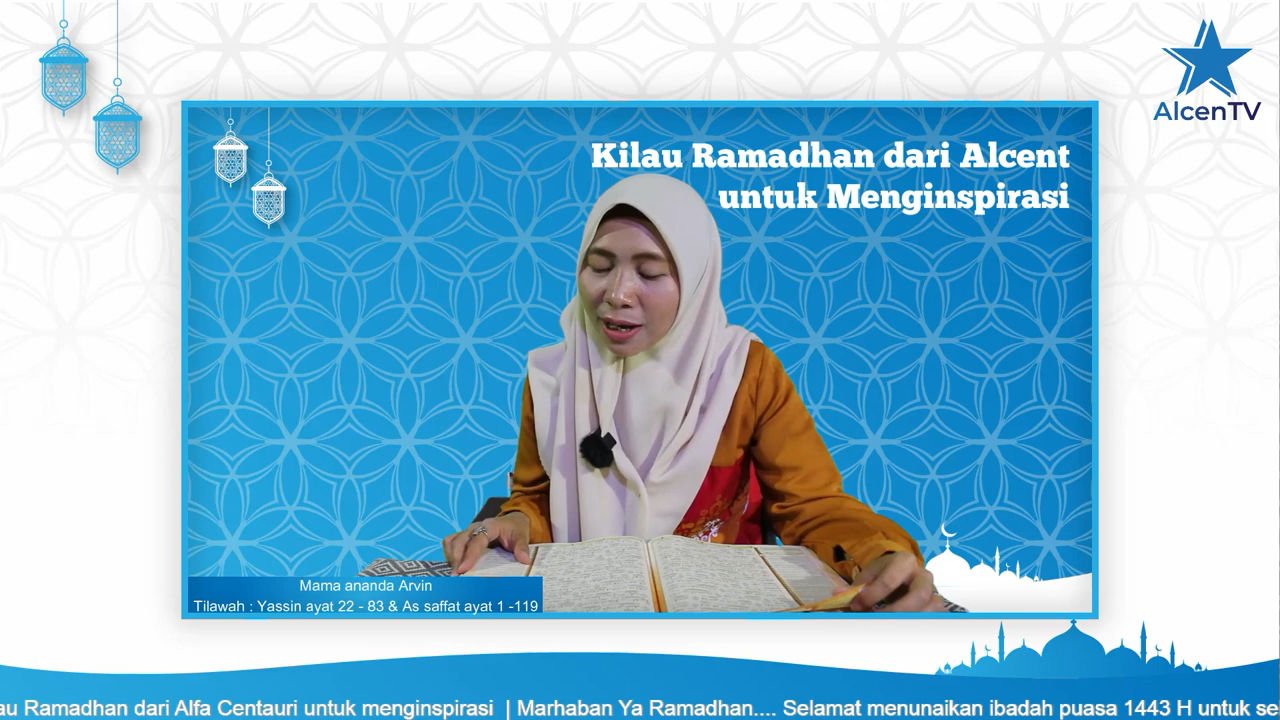 AlcenTV
Kilau Ramadhan dari Alcent
untuk Menginspirasi
Mama ananda Arvin
Tilawah : Yassin ayat 22 - 83 & As saffat ayat 1 -119
au Ramadhan dari Alfa Centauri untuk menginspirasi | Marhaban Ya Ramadhan.... Selamat menunaikan ibadah puasa 1443 H untuk se